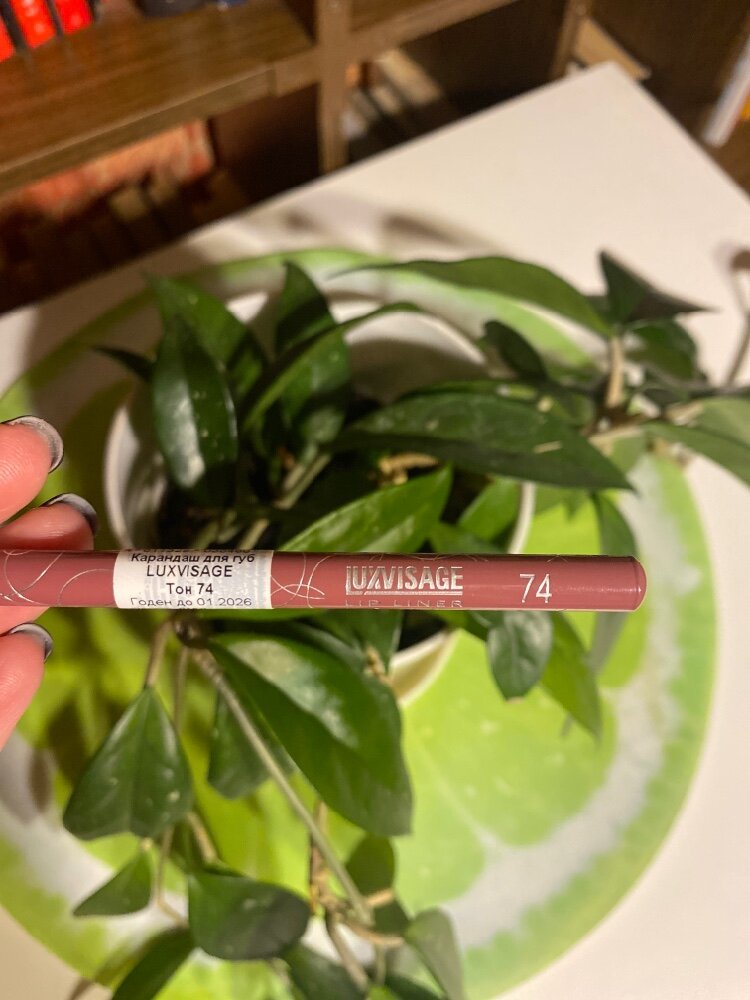 Карандаш для губ
LUXVISAGE
Тон 74
Годен до 01.2026
LUXVISAGE
LIP LINER
74